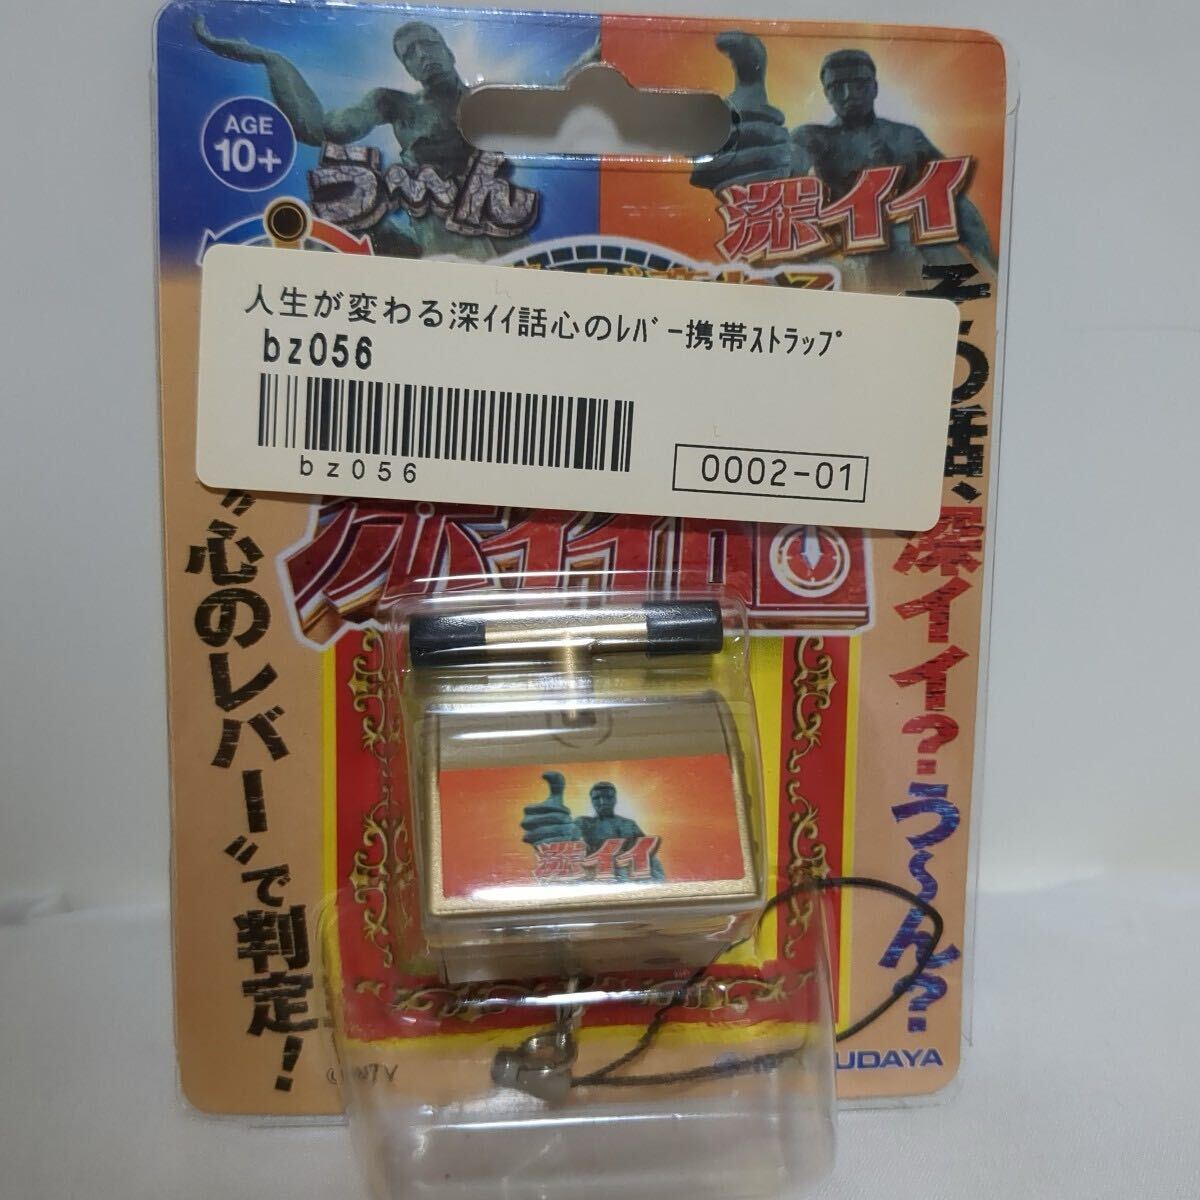 AGE
10+
う～ん
深イイ
人生が変わる深ｲｲ話心のﾚﾊﾞｰ携帯ｽﾄﾗｯﾌﾟ
bz056
bz056
0002-01
深イイ？う～ん？
“心のレバー”で判定！
深イイ
UDAYA